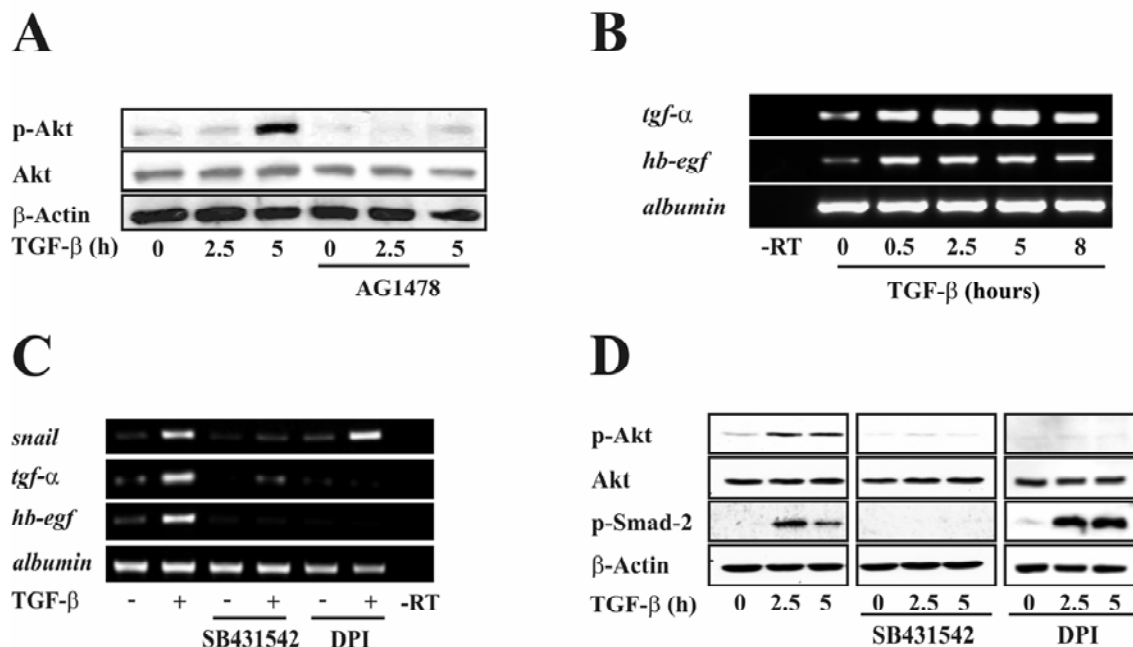 A
p-Akt
Akt
β-Actin
TGF-β (h) 0 2.5 5 0 2.5 5
AG1478
B
tgf-α
hb-egf
albumin
-RT 0 0.5 2.5 5 8
TGF-β (hours)
C
snail
tgf-α
hb-egf
albumin
TGF-β - + - + - + -RT
SB431542 DPI
D
p-Akt
Akt
p-Smad-2
β-Actin
TGF-β (h) 0 2.5 5 0 2.5 5 0 2.5 5
SB431542 DPI